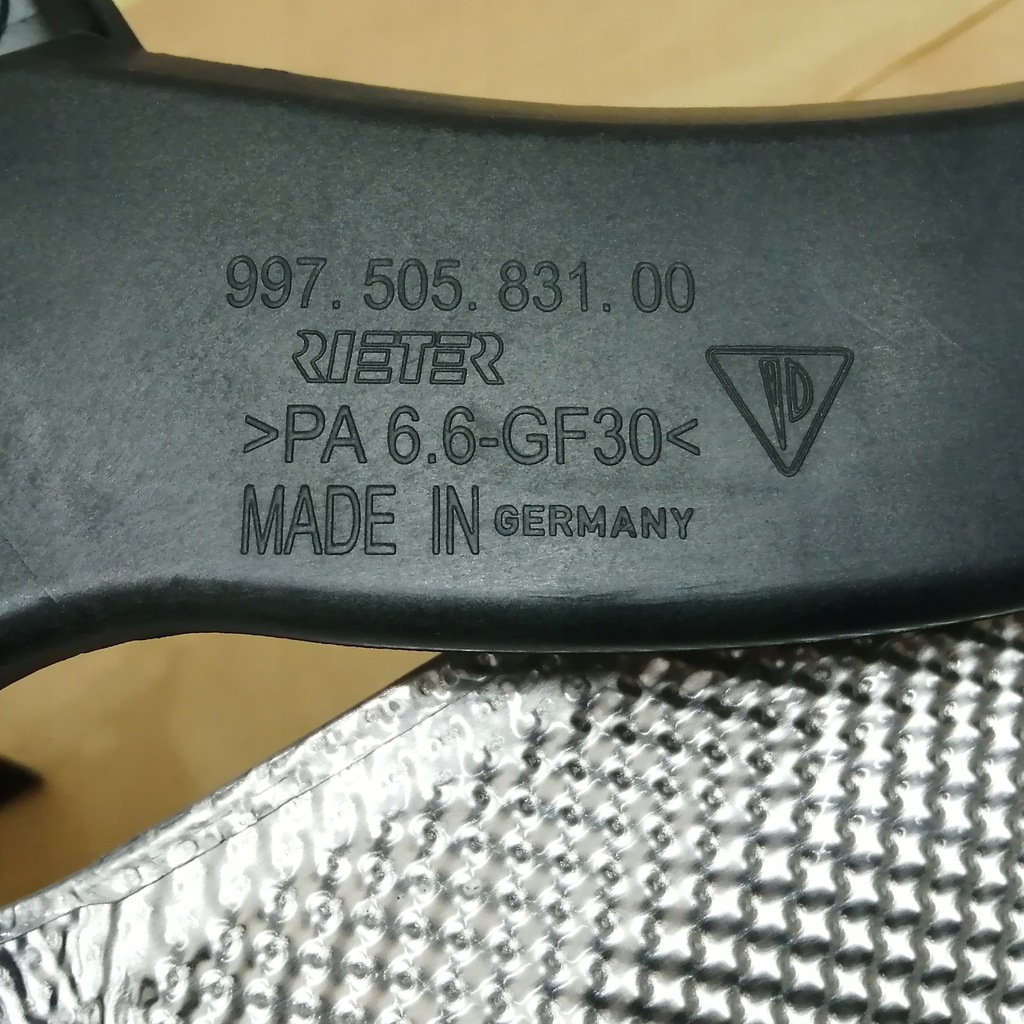 997. 505. 831. 00
RIETER
>PA 6.6-GF30<
MADE IN GERMANY